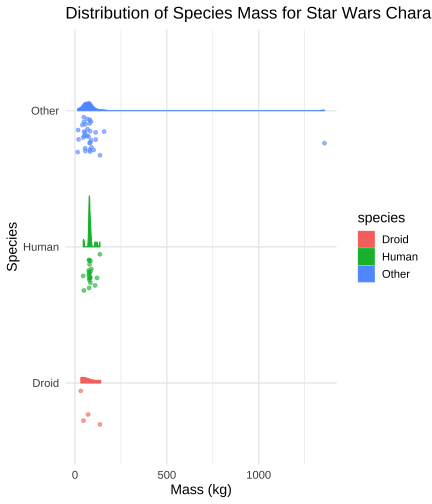 Distribution of Species Mass for Star Wars Chara
Other
Human
Droid
Species
0
500
1000
Mass (kg)
species
Droid
Human
Other